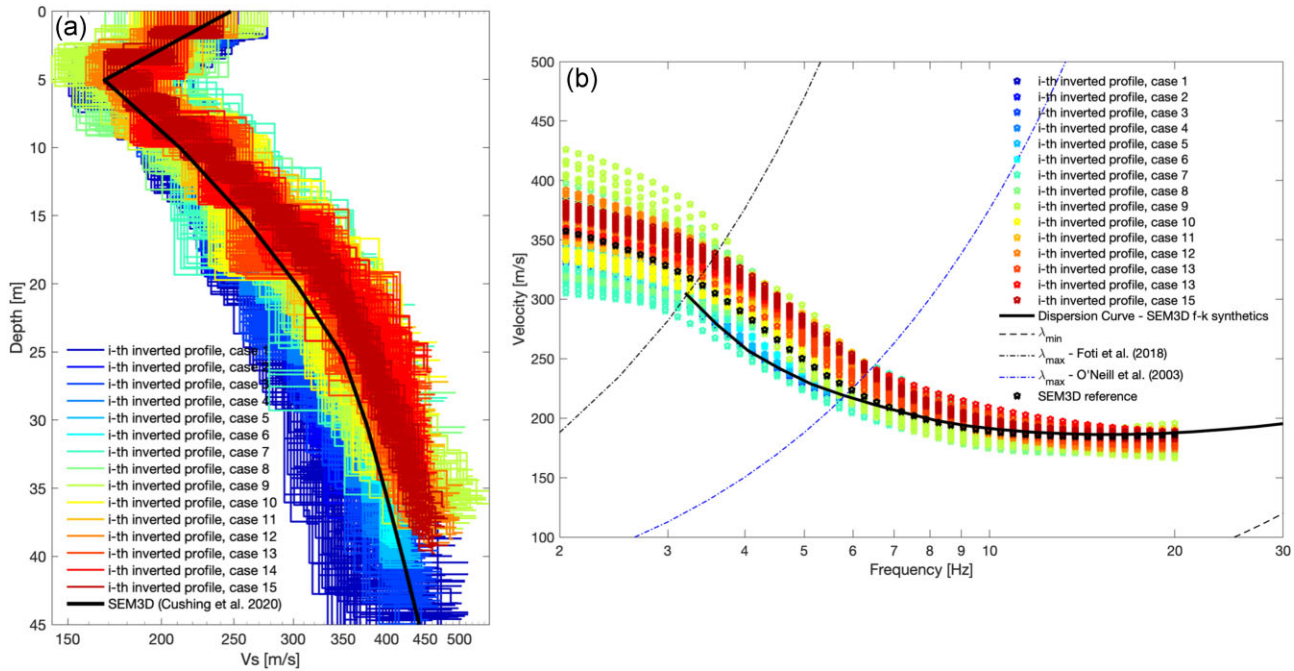 (a)
0
5
10
15
20
25
30
35
40
45
Depth [m]
i-th inverted profile, case
i-th inverted profile, case
i-th inverted profile, case
i-th inverted profile, case 4
i-th inverted profile, case 5
i-th inverted profile, case 6
i-th inverted profile, case 7
i-th inverted profile, case 8
i-th inverted profile, case 9
i-th inverted profile, case 10
i-th inverted profile, case 11
i-th inverted profile, case 12
i-th inverted profile, case 13
i-th inverted profile, case 14
i-th inverted profile, case 15
SEM3D (Cushing et al. 2020)
150 200 250 300 350 400 450 500
Vs [m/s]
(b)
500
450
400
350
300
250
200
150
100
Velocity [m/s]
i-th inverted profile, case 1
i-th inverted profile, case 2
i-th inverted profile, case 3
i-th inverted profile, case 4
i-th inverted profile, case 5
i-th inverted profile, case 6
i-th inverted profile, case 7
i-th inverted profile, case 8
i-th inverted profile, case 9
i-th inverted profile, case 10
i-th inverted profile, case 11
i-th inverted profile, case 12
i-th inverted profile, case 13
i-th inverted profile, case 13
i-th inverted profile, case 15
Dispersion Curve - SEM3D f-k synthetics
λmin
λmax - Foti et al. (2018)
λmax - O'Neill et al. (2003)
SEM3D reference
2 3 4 5 6 7 8 9 10 20 30
Frequency [Hz]